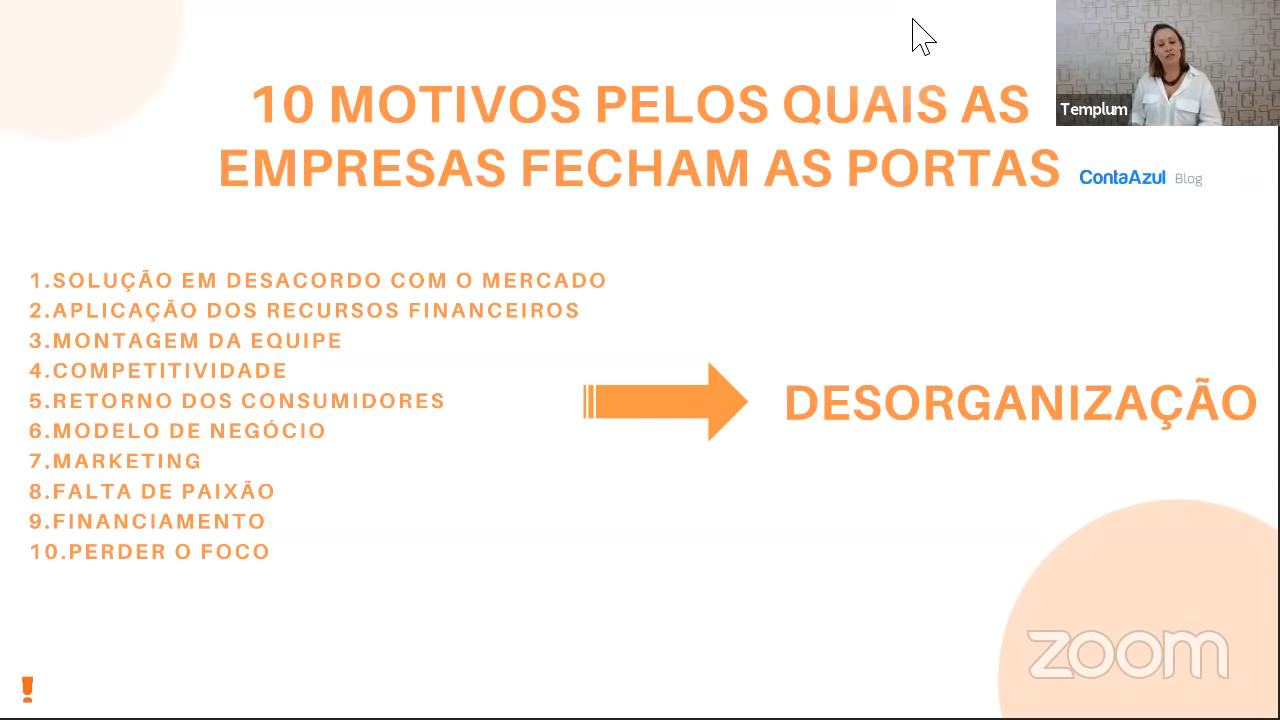 10 MOTIVOS PELOS QUAIS AS
EMPRESAS FECHAM AS PORTAS
Templum
ContaAzul Blog
1.SOLUÇÃO EM DESACORDO COM O MERCADO
2.APLICAÇÃO DOS RECURSOS FINANCEIROS
3.MONTAGEM DA EQUIPE
4.COMPETITIVIDADE
5.RETORNO DOS CONSUMIDORES
6.MODELO DE NEGÓCIO
7.MARKETING
8.FALTA DE PAIXÃO
9.FINANCIAMENTO
10.PERDER O FOCO
DESORGANIZAÇÃO
zoom
!